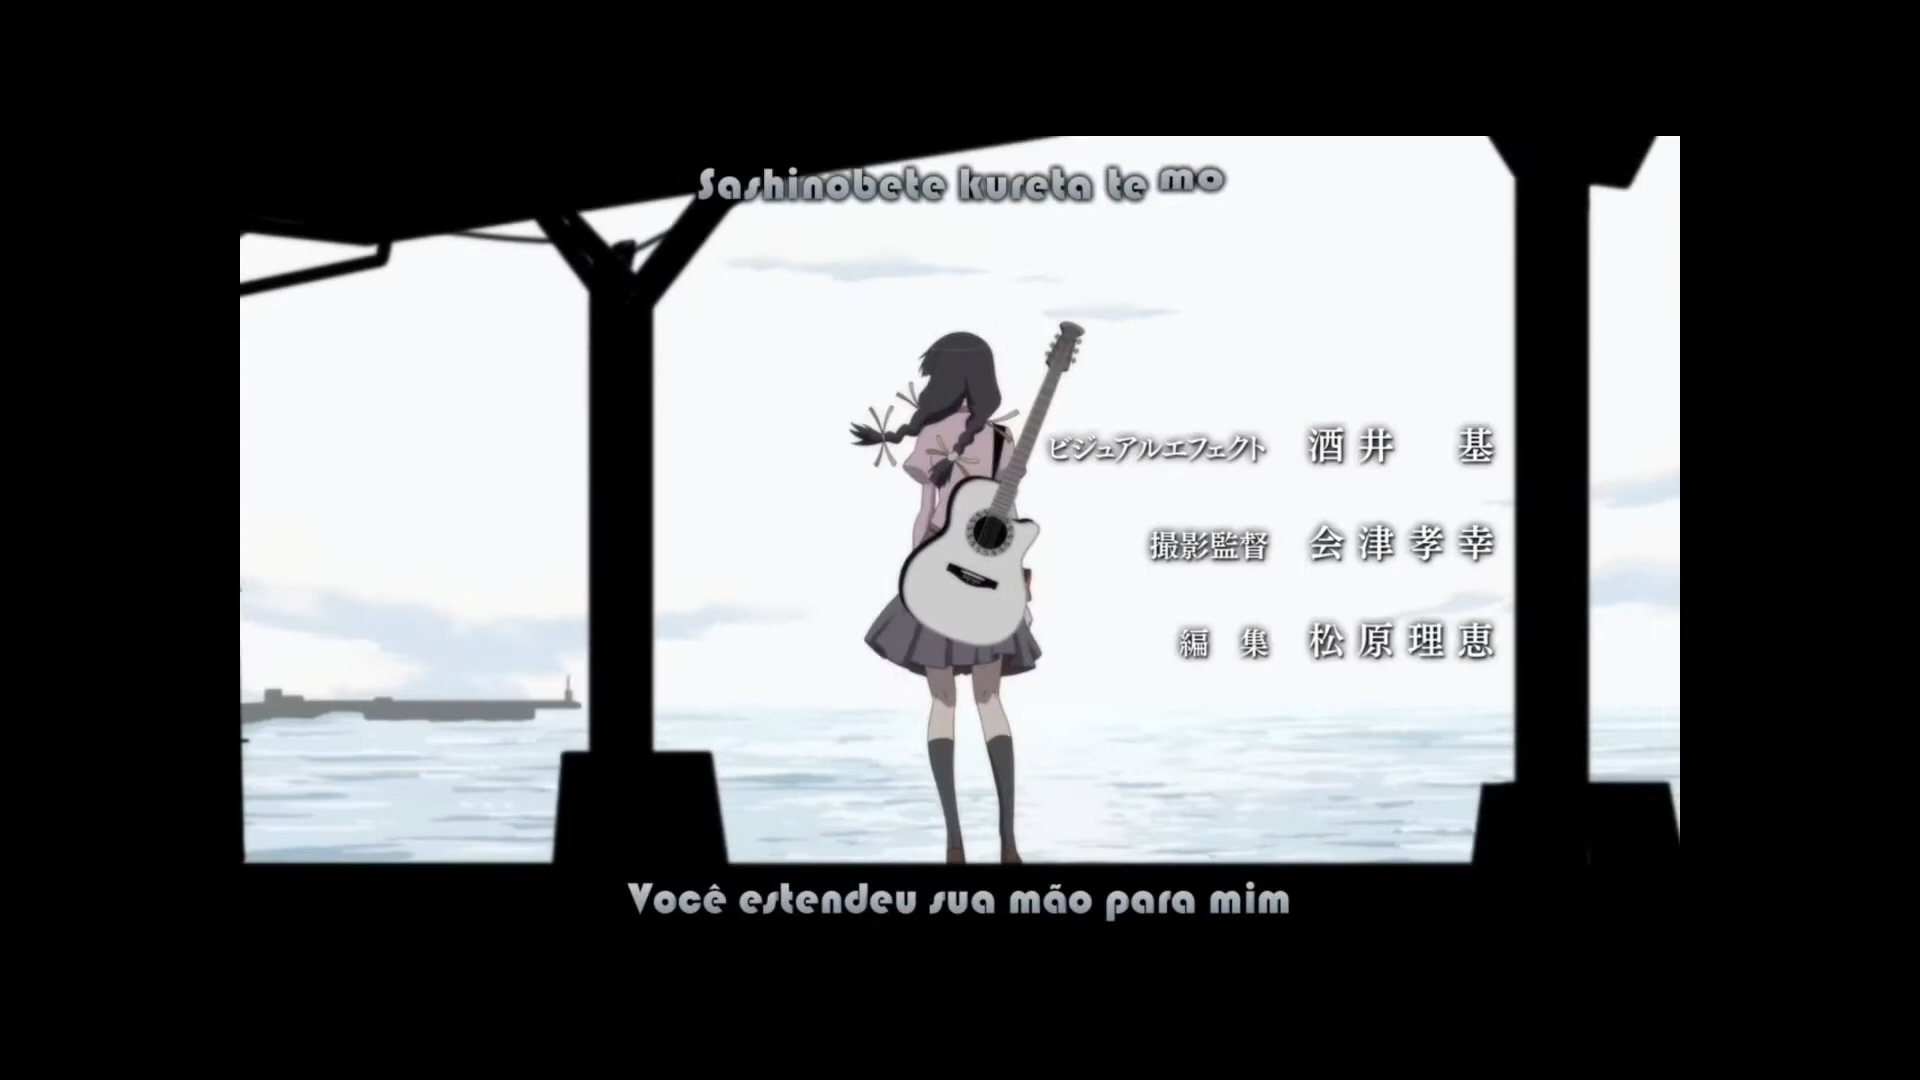 Sashinobete kureta te mo
ビジュアルエフェクト 酒井 基
撮影監督 会津孝幸
編集 松原理恵
Você estendeu sua mão para mim